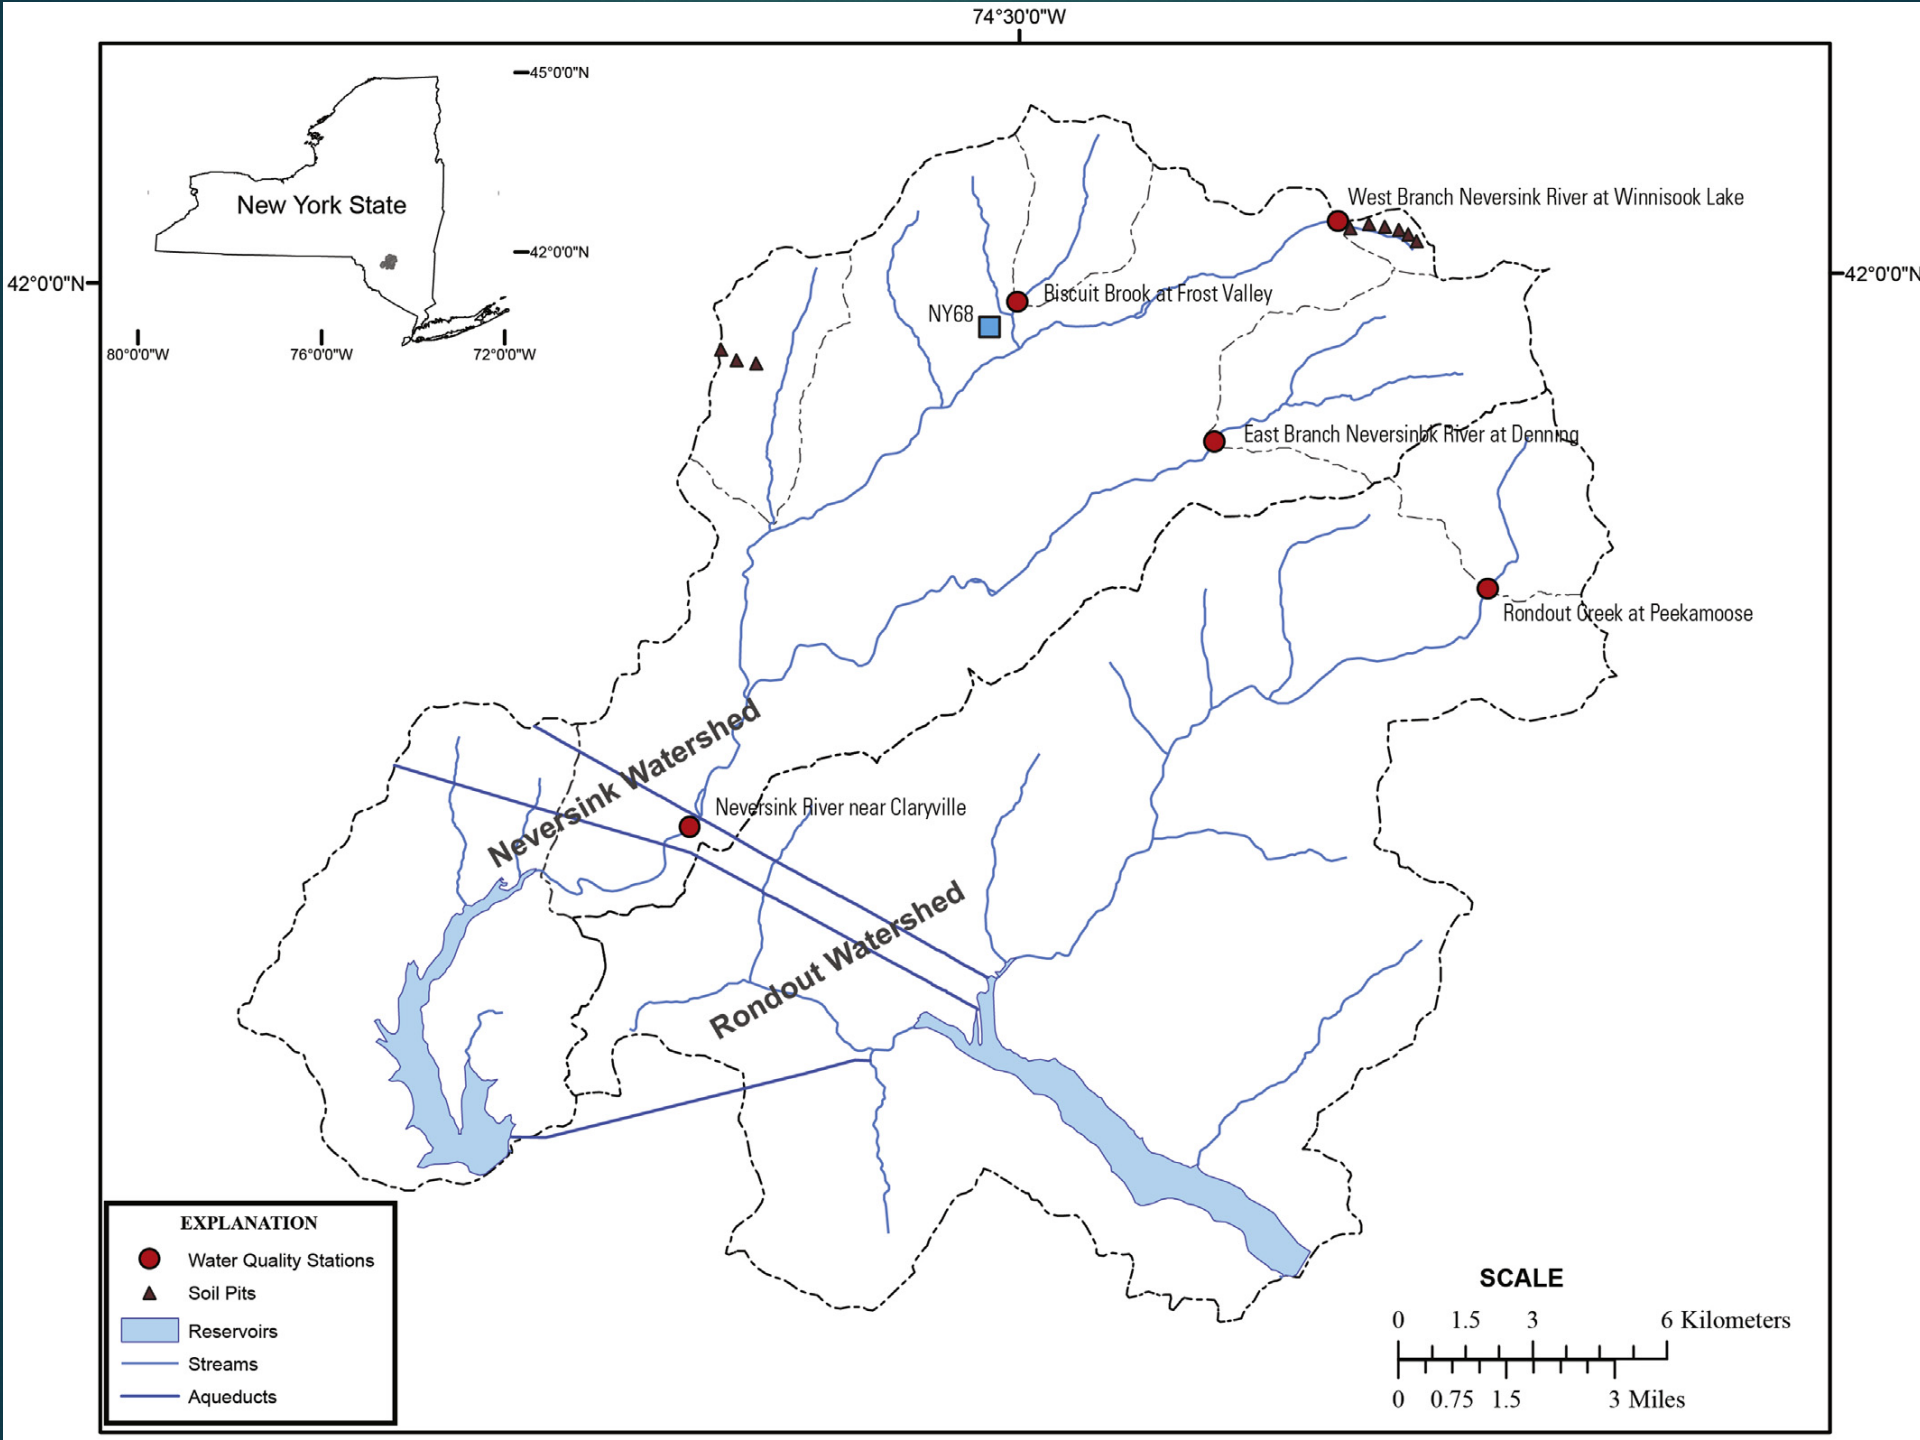 74°30'0"W
45°0'0"N
New York State
42°0'0"N
42°0'0"N
42°0'0"N
80°0'0"W
76°0'0"W
72°0'0"W
West Branch Neversink River at Winnisook Lake
Biscuit Brook at Frost Valley
NY68
East Branch Neversink River at Denning
Rondout Creek at Peekamoose
Neversink Watershed
Neversink River near Claryville
Rondout Watershed
EXPLANATION
Water Quality Stations
Soil Pits
Reservoirs
Streams
Aqueducts
SCALE
0 1.5 3 6 Kilometers
0 0.75 1.5 3 Miles